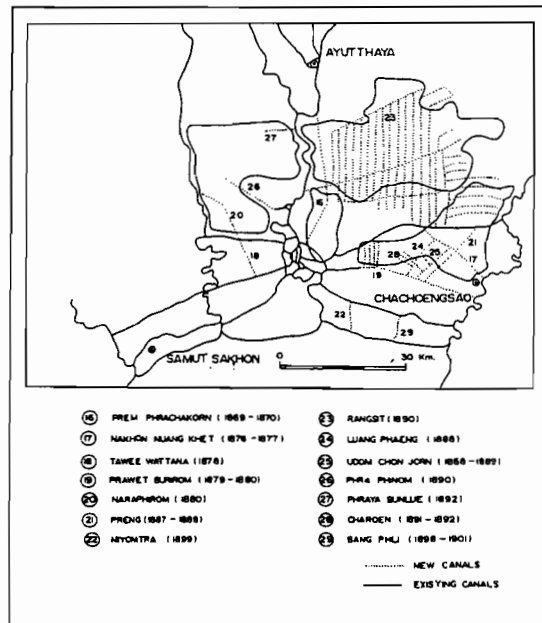 AYUTTHAYA
23
27
26
16
20
18
24
21
28
25
17
19
CHACHOENGSAO
22
29
SAMUT SAKHON
0 30 Km.
16 PREM PHRACHAKORN (1869-1870)
17 NAKHON NUANG KHET (1876-1877)
18 TAWEE WATTANA (1878)
19 PRAWET BURIROM (1879-1880)
20 NARAPHIROM (1880)
21 PRENG (1887-1888)
22 NIYOMTRA (1899)
23 RANGSIT (1890)
24 LUANG PHAENG (1888)
25 UDOM CHON JORN (1888-1889)
26 PHRA PHINOM (1890)
27 PHRAYA BUNLUE (1892)
28 CHAROEN (1891-1892)
29 BANG PHLI (1898-1901)
NEW CANALS
EXISTING CANALS